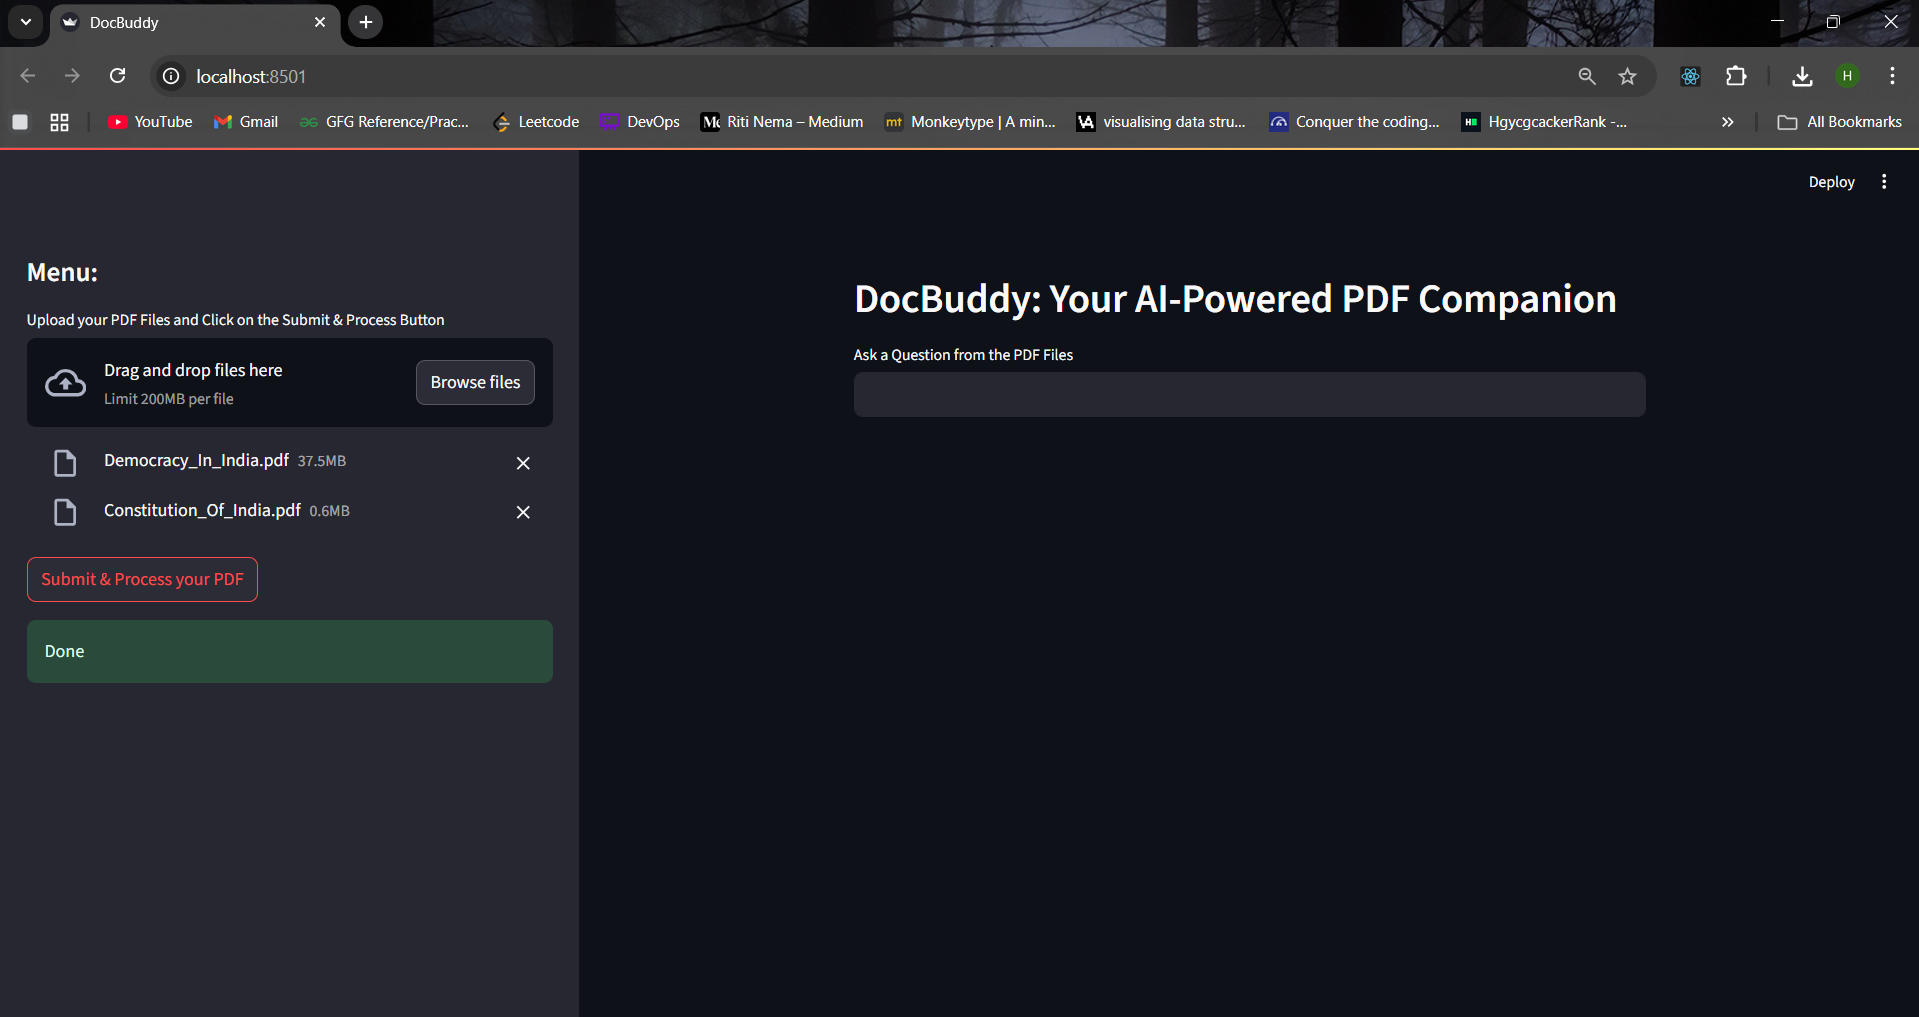 DocBuddy
localhost:8501
H
YouTube
Gmail
GFG Reference/Prac...
Leetcode
DevOps
Riti Nema – Medium
mt
Monkeytype | A min...
visualising data stru...
Conquer the coding...
HgycgcackerRank -...
All Bookmarks
Deploy
Menu:
Upload your PDF Files and Click on the Submit & Process Button
Drag and drop files here
Limit 200MB per file
Browse files
Democracy_In_India.pdf 37.5MB
Constitution_Of_India.pdf 0.6MB
Submit & Process your PDF
Done
DocBuddy: Your AI-Powered PDF Companion
Ask a Question from the PDF Files